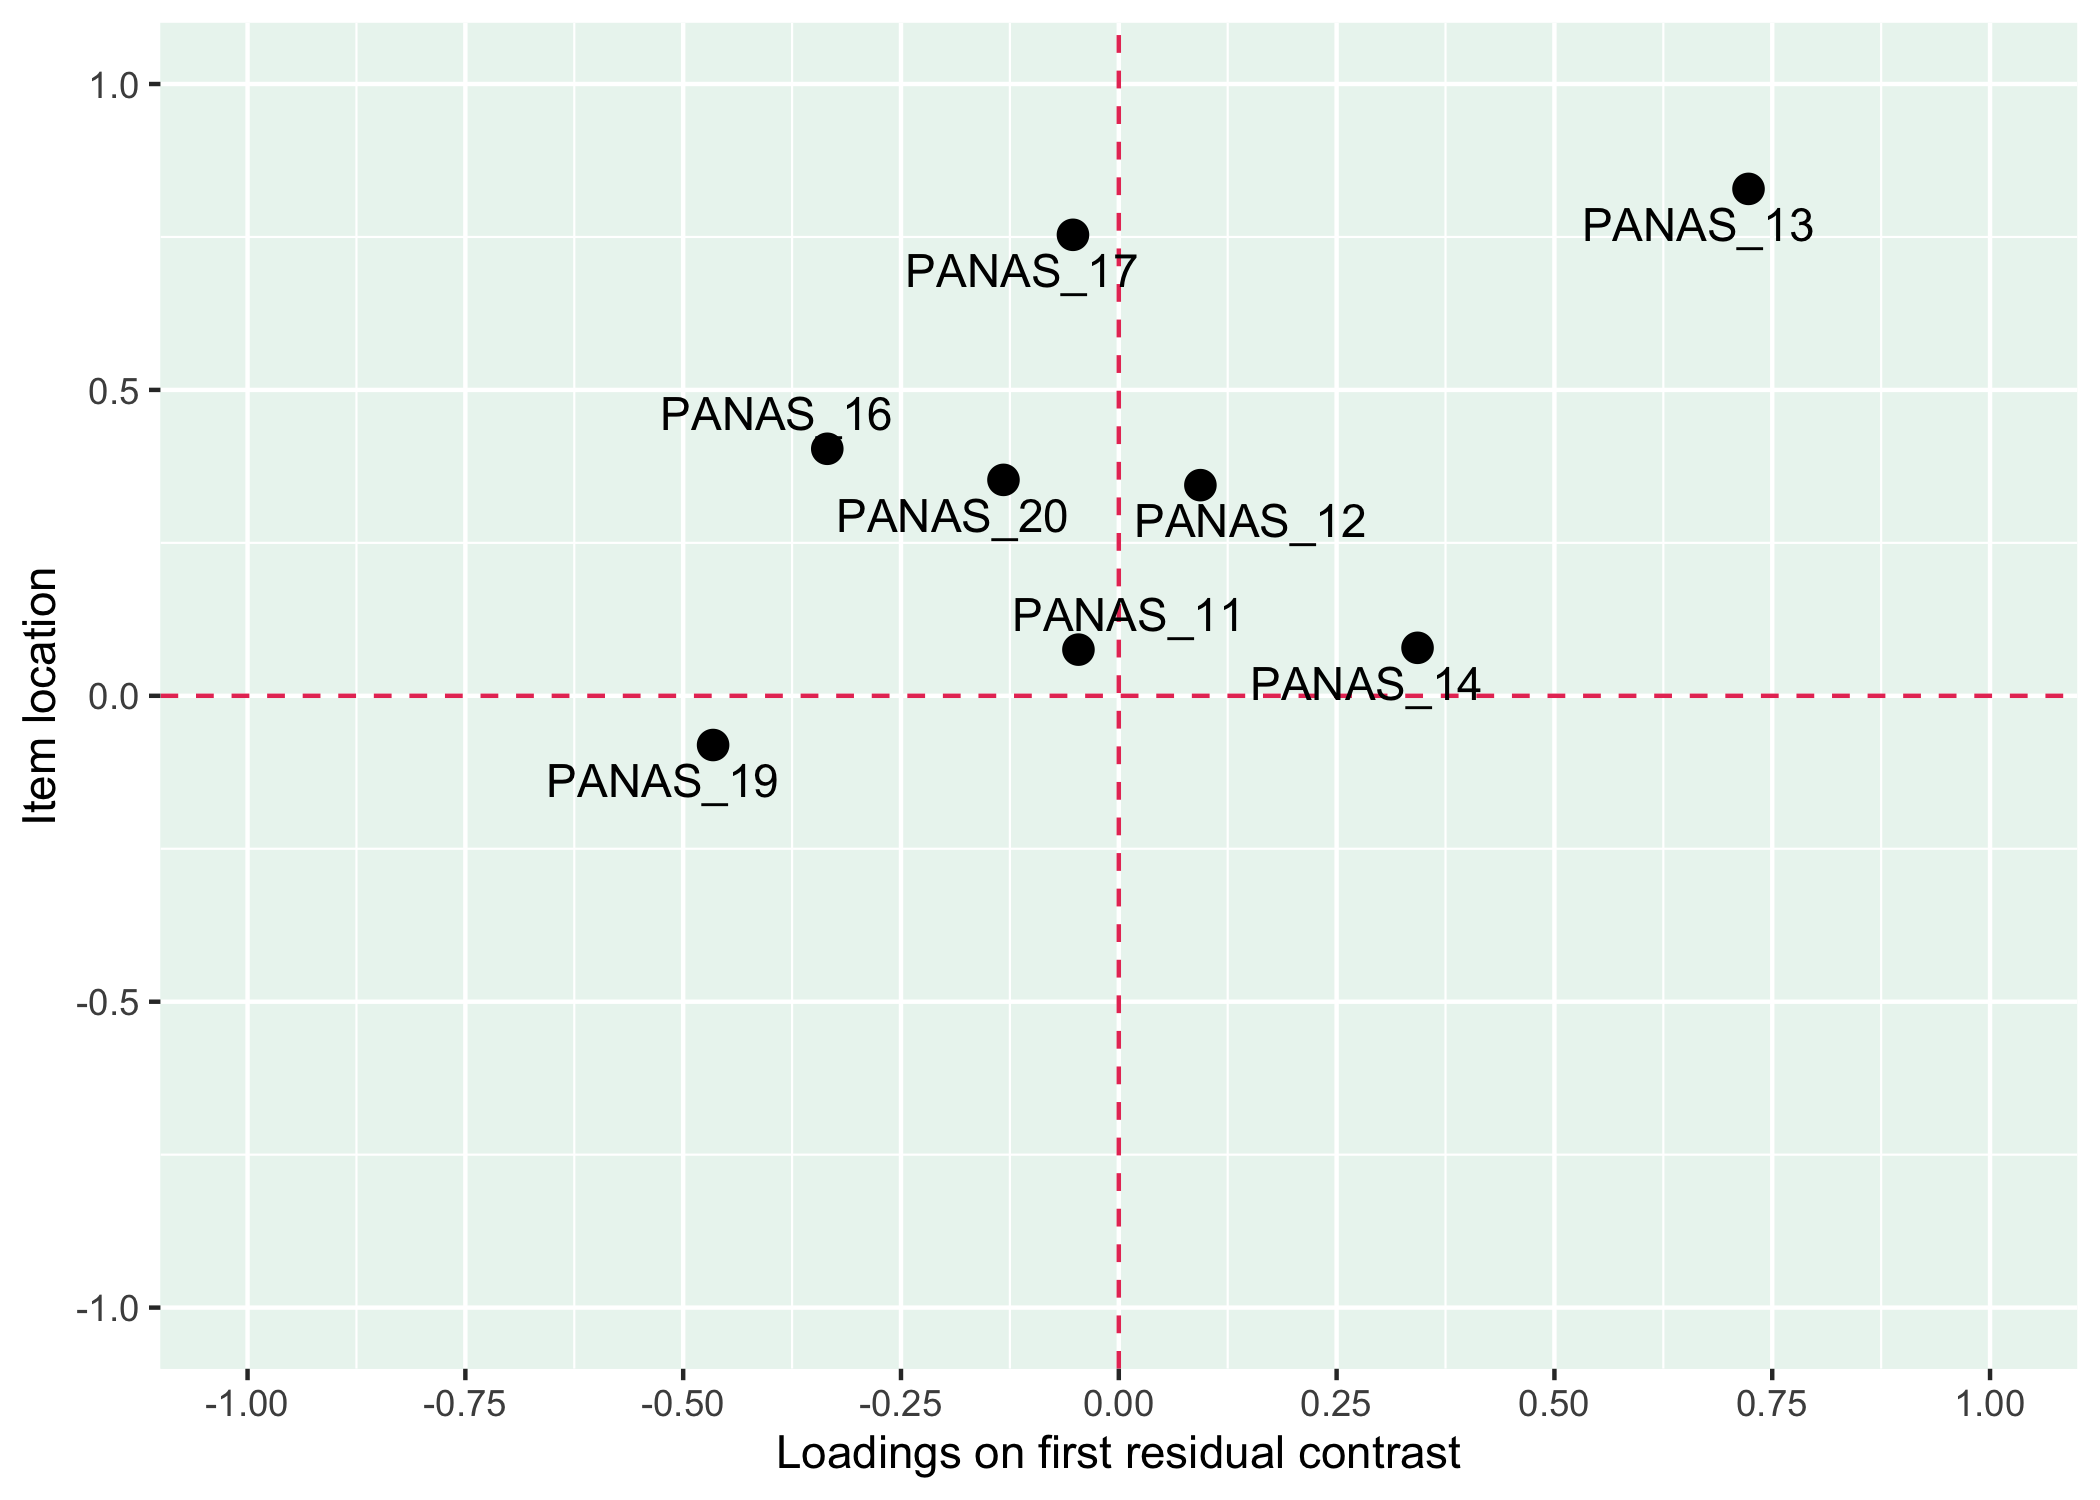 1.0
0.5
0.0
-0.5
-1.0
Item location
PANAS_13
PANAS_17
PANAS_16
PANAS_20
PANAS_12
PANAS_11
PANAS_14
PANAS_19
-1.00 -0.75 -0.50 -0.25 0.00 0.25 0.50 0.75 1.00
Loadings on first residual contrast